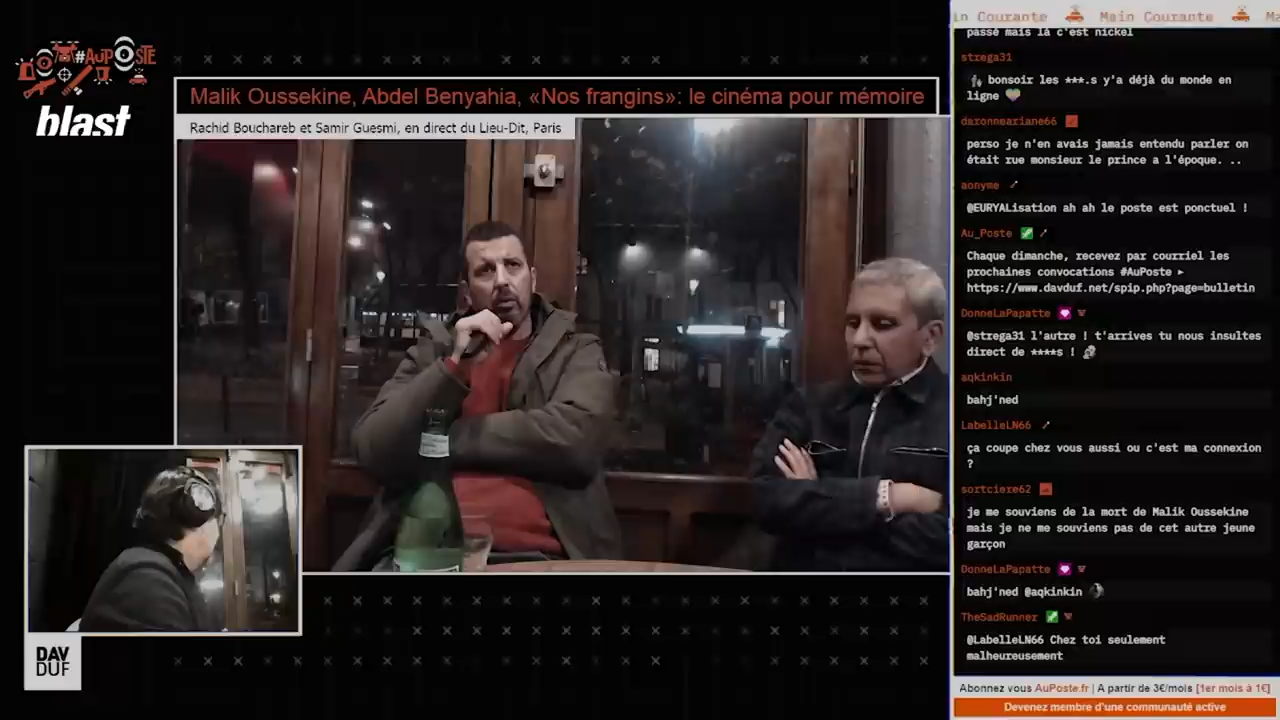 #AuPOSTE
blast
Malik Oussekine, Abdel Benyahia, «Nos frangins»: le cinéma pour mémoire
Rachid Bouchareb et Samir Guesmi, en direct du Lieu-Dit, Paris
DAV
DUF
in Courante Main Courante Ma
passé mais là c'est nickel
strega31
bonsoir les ***.s y'a déjà du monde en
ligne
daronneariane66
perso je n'en avais jamais entendu parler on
était rue monsieur le prince a l'époque. ..
aonyme
@EURYALisation ah ah le poste est ponctuel !
Au_Poste
Chaque dimanche, recevez par courriel les
prochaines convocations #AuPoste ▸
https://www.davduf.net/spip.php?page=bulletin
DonneLaPapatte
@strega31 l'autre ! t'arrives tu nous insultes
direct de ****s !
aqkinkin
bahj'ned
LabelleLN66
ça coupe chez vous aussi ou c'est ma connexion
?
sortciere62
je me souviens de la mort de Malik Oussekine
mais je ne me souviens pas de cet autre jeune
garçon
DonneLaPapatte
bahj'ned @aqkinkin
TheSadRunner
@LabelleLN66 Chez toi seulement
malheureusement
Abonnez vous AuPoste.fr | A partir de 3€/mois [1er mois à 1€]
Devenez membre d'une communauté active